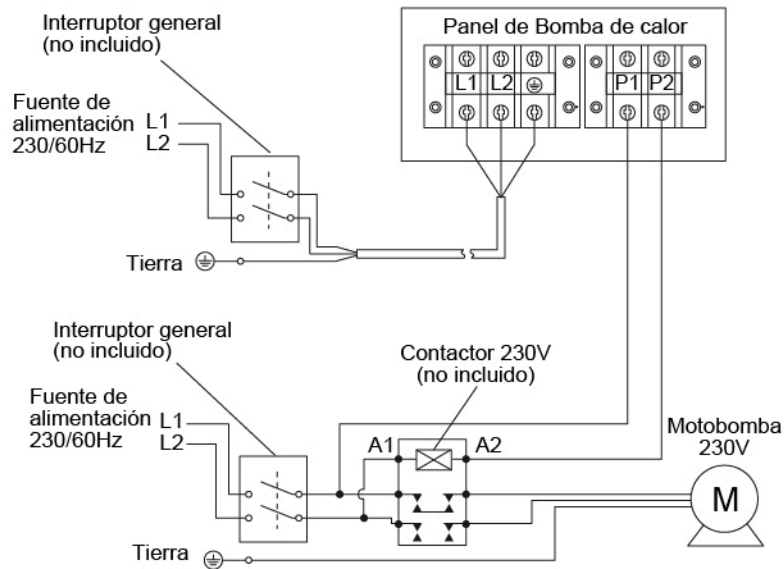 Interruptor general
(no incluido)
Panel de Bomba de calor
L1 L2 P1 P2
Fuente de
alimentación
230/60Hz
L1
L2
Tierra
Interruptor general
(no incluido)
Contactor 230V
(no incluido)
Fuente de
alimentación
230/60Hz
L1
L2
A1 A2
Motobomba
230V
M
Tierra